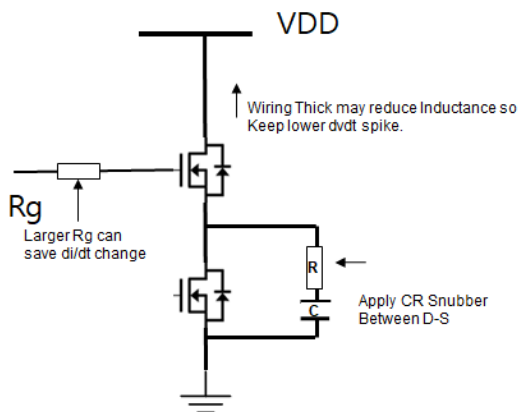 VDD
Wiring Thick may reduce Inductance so
Keep lower dvdt spike.
Rg
Larger Rg can
save di/dt change
R
C
Apply CR Snubber
Between D-S